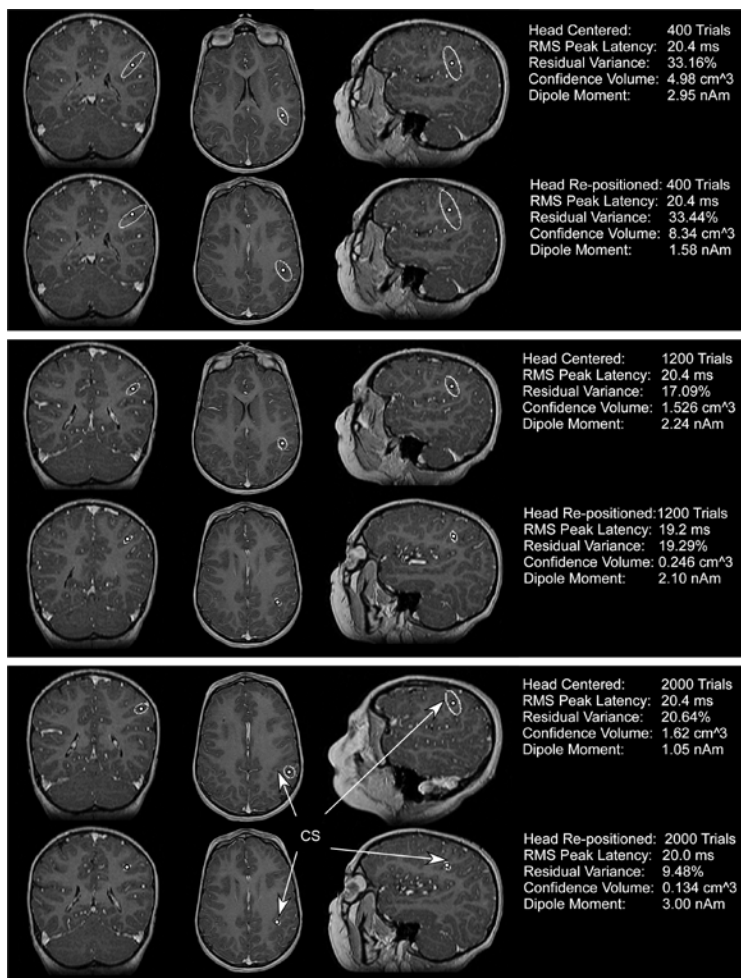 Head Centered: 400 Trials
RMS Peak Latency: 20.4 ms
Residual Variance: 33.16%
Confidence Volume: 4.98 cm^3
Dipole Moment: 2.95 nAm
Head Re-positioned: 400 Trials
RMS Peak Latency: 20.4 ms
Residual Variance: 33.44%
Confidence Volume: 8.34 cm^3
Dipole Moment: 1.58 nAm
Head Centered: 1200 Trials
RMS Peak Latency: 20.4 ms
Residual Variance: 17.09%
Confidence Volume: 1.526 cm^3
Dipole Moment: 2.24 nAm
Head Re-positioned:1200 Trials
RMS Peak Latency: 19.2 ms
Residual Variance: 19.29%
Confidence Volume: 0.246 cm^3
Dipole Moment: 2.10 nAm
Head Centered: 2000 Trials
RMS Peak Latency: 20.4 ms
Residual Variance: 20.64%
Confidence Volume: 1.62 cm^3
Dipole Moment: 1.05 nAm
CS
Head Re-positioned: 2000 Trials
RMS Peak Latency: 20.0 ms
Residual Variance: 9.48%
Confidence Volume: 0.134 cm^3
Dipole Moment: 3.00 nAm